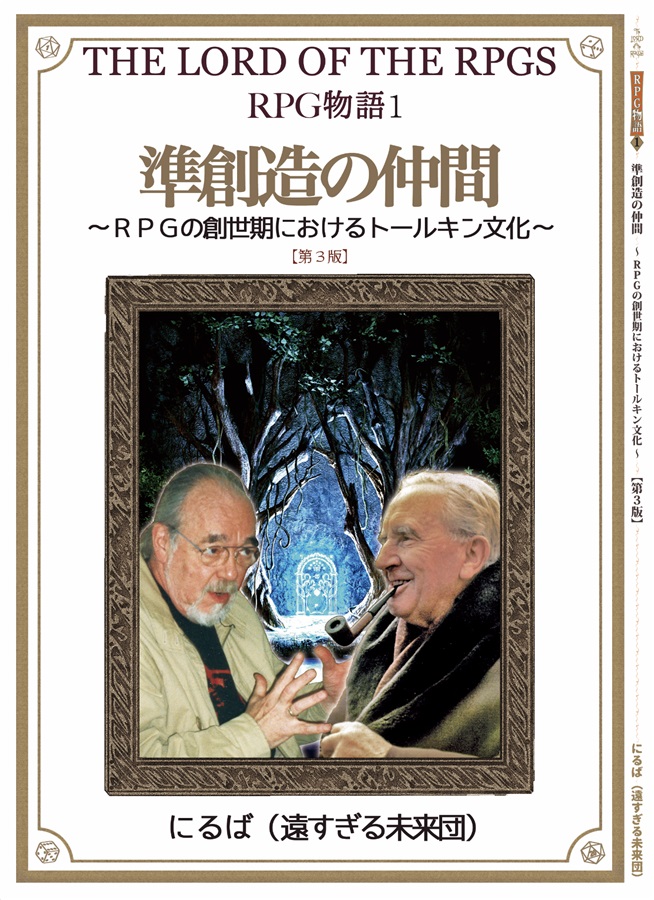 THE LORD OF THE RPGS
RPG物語1
準創造の仲間
～ＲＰＧの創世期におけるトールキン文化～
【第３版】
にるば（遠すぎる未来団）
RPG物語
1
準創造の仲間
～ＲＰＧの創世期におけるトールキン文化～
【第３版】
にるば（遠すぎる未来団）